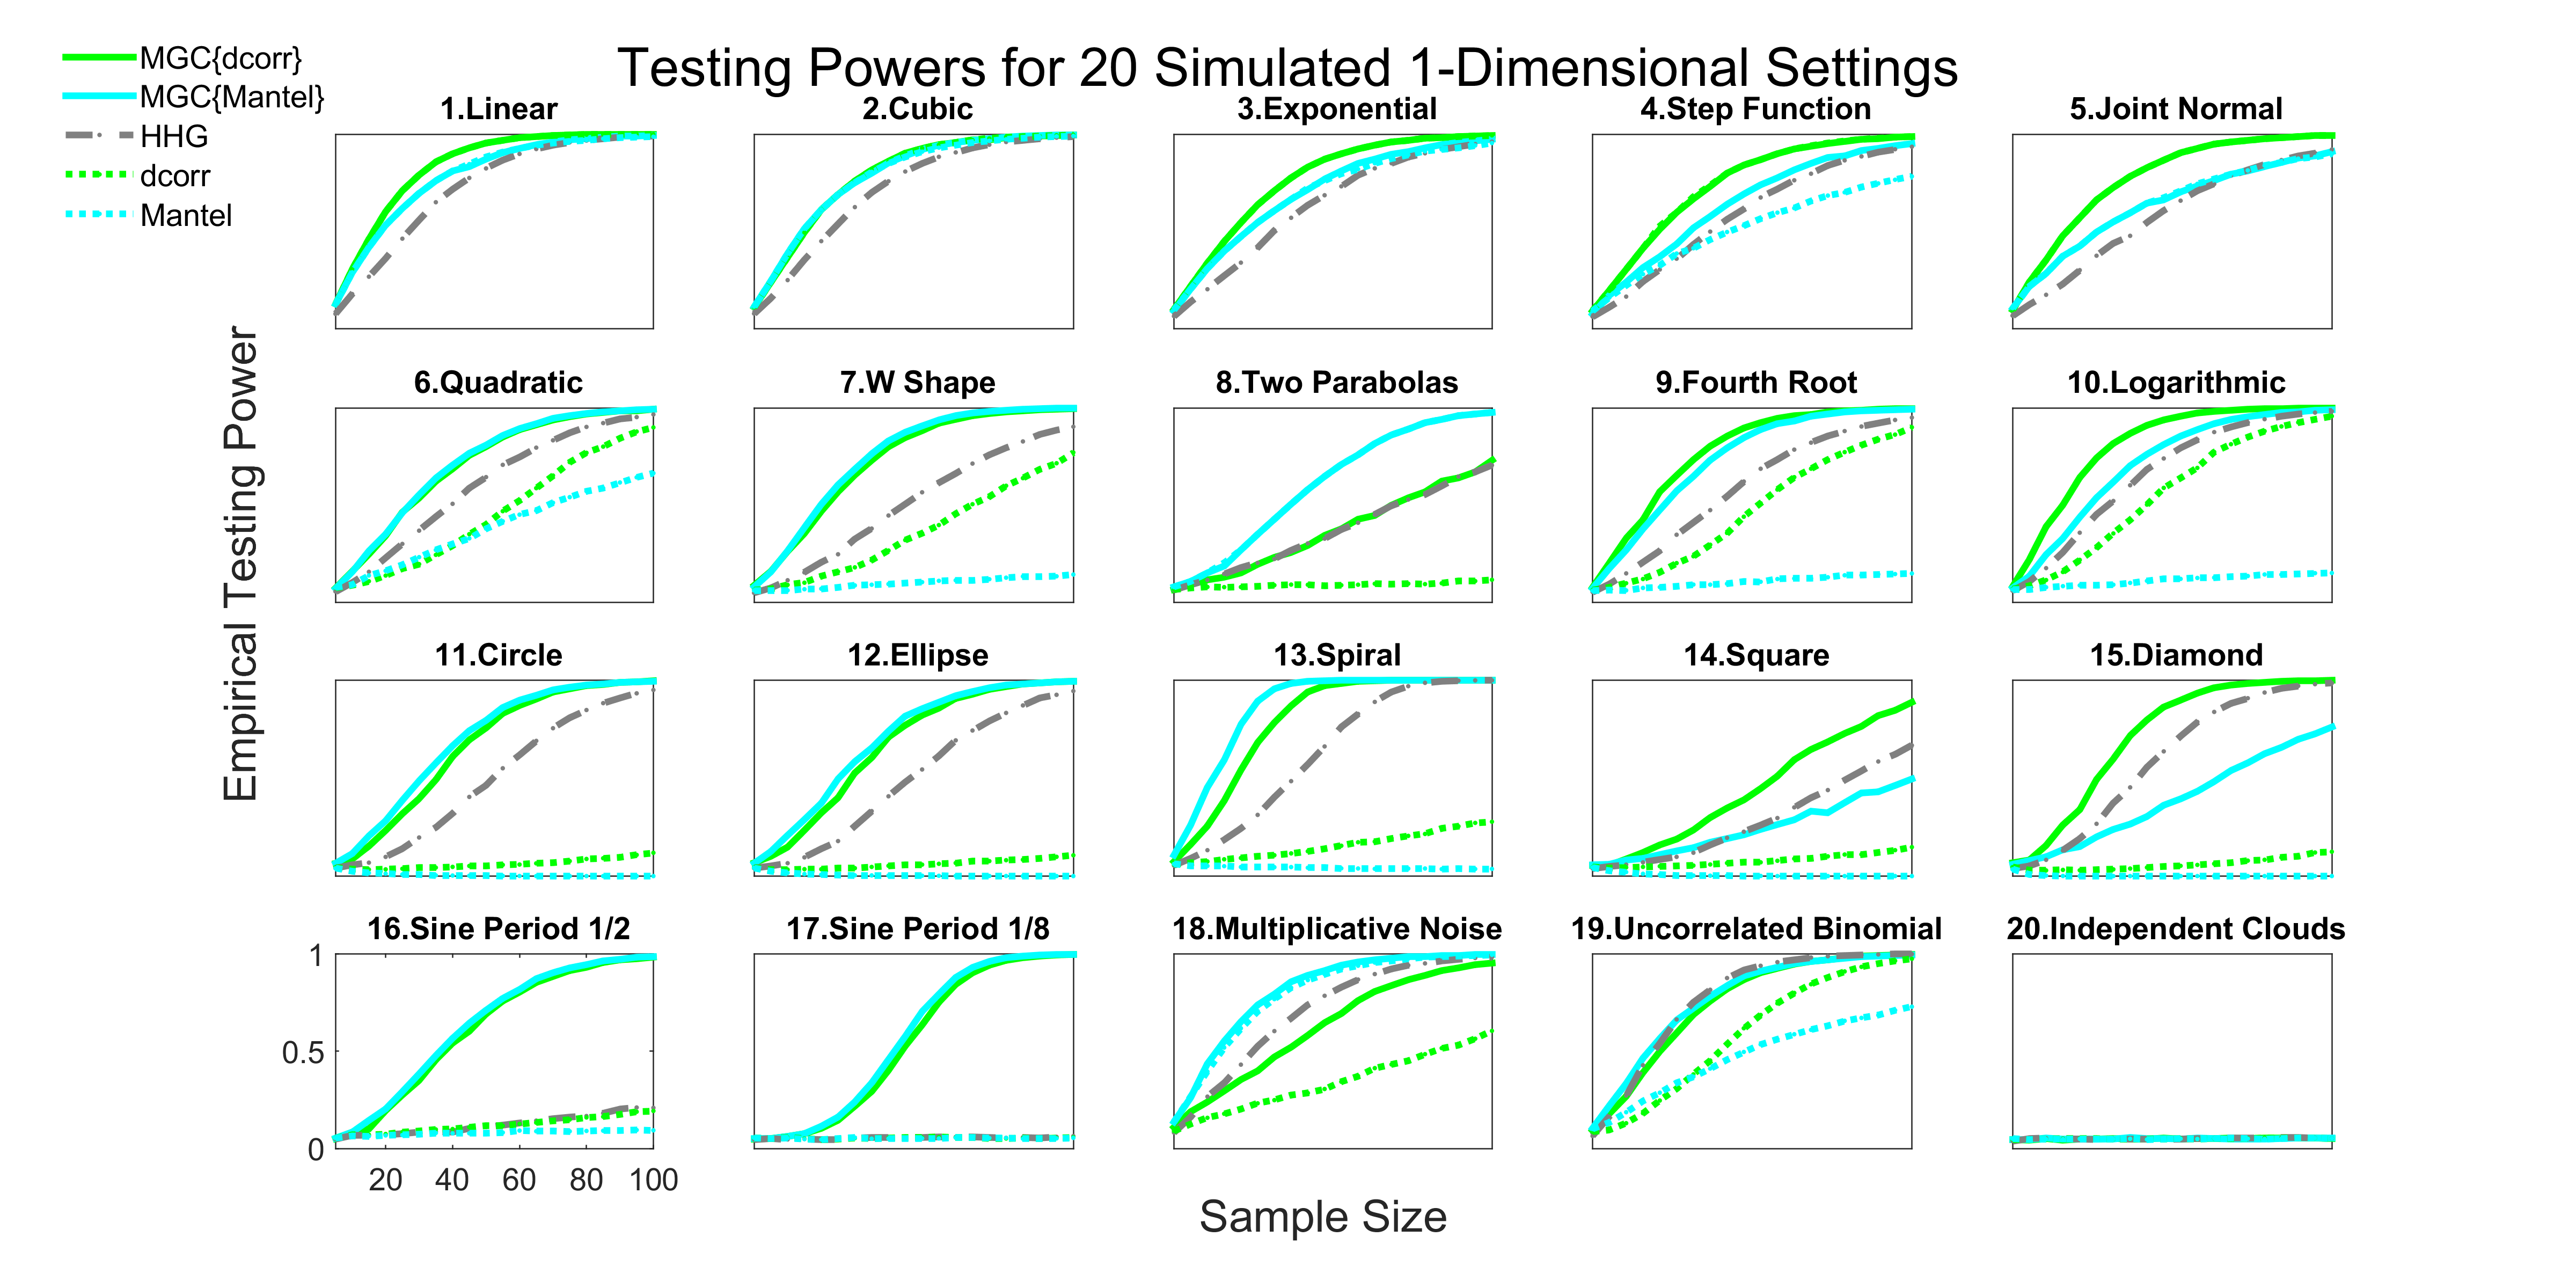 Testing Powers for 20 Simulated 1-Dimensional Settings
MGC{dcorr}
MGC{Mantel}
HHG
dcorr
Mantel
Empirical Testing Power
1.Linear
2.Cubic
3.Exponential
4.Step Function
5.Joint Normal
6.Quadratic
7.W Shape
8.Two Parabolas
9.Fourth Root
10.Logarithmic
11.Circle
12.Ellipse
13.Spiral
14.Square
15.Diamond
16.Sine Period 1/2
17.Sine Period 1/8
18.Multiplicative Noise
19.Uncorrelated Binomial
20.Independent Clouds
1
0.5
0
20 40 60 80 100
Sample Size